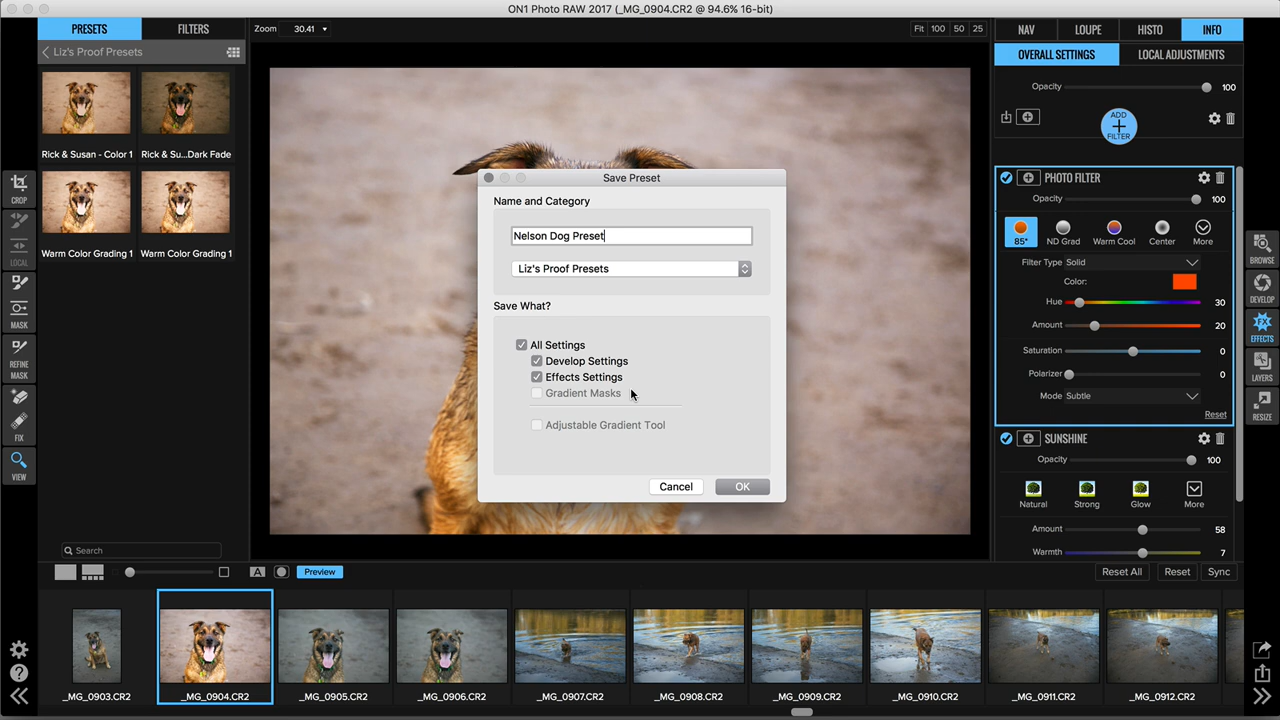 ON1 Photo RAW 2017 (_MG_0904.CR2 @ 94.6% 16-bit)
PRESETS
FILTERS
Liz's Proof Presets
Rick & Susan - Color 1
Rick & Su...Dark Fade
Warm Color Grading 1
Warm Color Grading 1
Search
CROP
LOCAL
MASK
REFINE
MASK
FIX
VIEW
Zoom 30.41
Fit 100 50 25
Save Preset
Name and Category
Nelson Dog Preset
Liz's Proof Presets
Save What?
All Settings
Develop Settings
Effects Settings
Gradient Masks
Adjustable Gradient Tool
Cancel
OK
NAV
LOUPE
HISTO
INFO
OVERALL SETTINGS
LOCAL ADJUSTMENTS
Opacity 100
ADD
FILTER
PHOTO FILTER
Opacity 100
85°
ND Grad
Warm Cool
Center
More
Filter Type Solid
Color:
Hue 30
Amount 20
Saturation 0
Polarizer 0
Mode Subtle
Reset
SUNSHINE
Opacity 100
Natural
Strong
Glow
More
Amount 58
Warmth 7
BROWSE
DEVELOP
FX
EFFECTS
LAYERS
RESIZE
A
Preview
Reset All
Reset
Sync
_MG_0903.CR2
_MG_0904.CR2
_MG_0905.CR2
_MG_0906.CR2
_MG_0907.CR2
_MG_0908.CR2
_MG_0909.CR2
_MG_0910.CR2
_MG_0911.CR2
_MG_0912.CR2